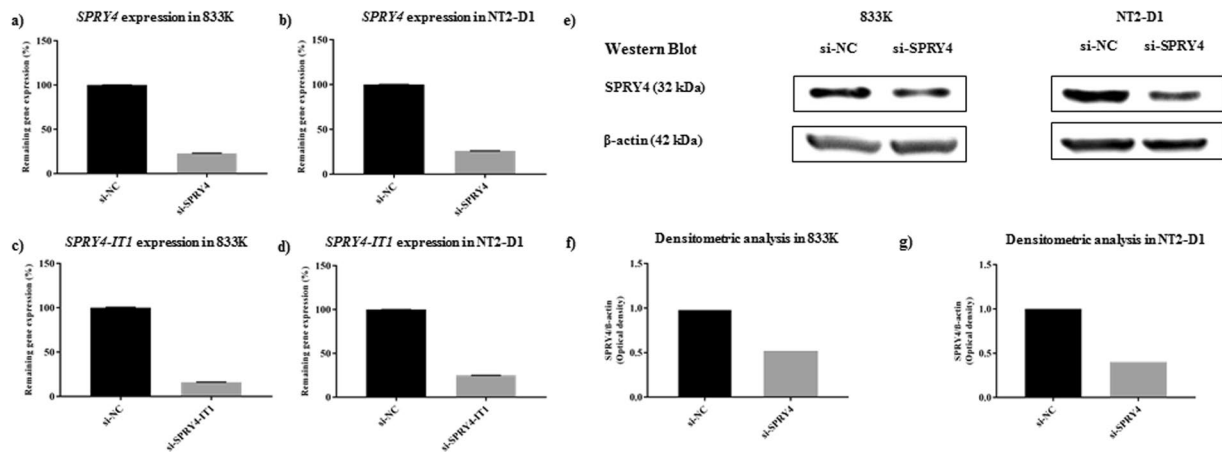 a) SPRY4 expression in 833K
Remaining gene expression (%)
150
100
50
0
si-NC
si-SPRY4
b) SPRY4 expression in NT2-D1
Remaining gene expression (%)
150
100
50
0
si-NC
si-SPRY4
e)
833K
NT2-D1
Western Blot
si-NC si-SPRY4
si-NC si-SPRY4
SPRY4 (32 kDa)
β-actin (42 kDa)
c) SPRY4-IT1 expression in 833K
Remaining gene expression (%)
150
100
50
0
si-NC
si-SPRY4-IT1
d) SPRY4-IT1 expression in NT2-D1
Remaining gene expression (%)
150
100
50
0
si-NC
si-SPRY4-IT1
f) Densitometric analysis in 833K
SPRY4/ß-actin
(Optical density)
1.5
1.0
0.5
0.0
si-NC
si-SPRY4
g) Densitometric analysis in NT2-D1
SPRY4/ß-actin
(Optical density)
1.5
1.0
0.5
0.0
si-NC
si-SPRY4